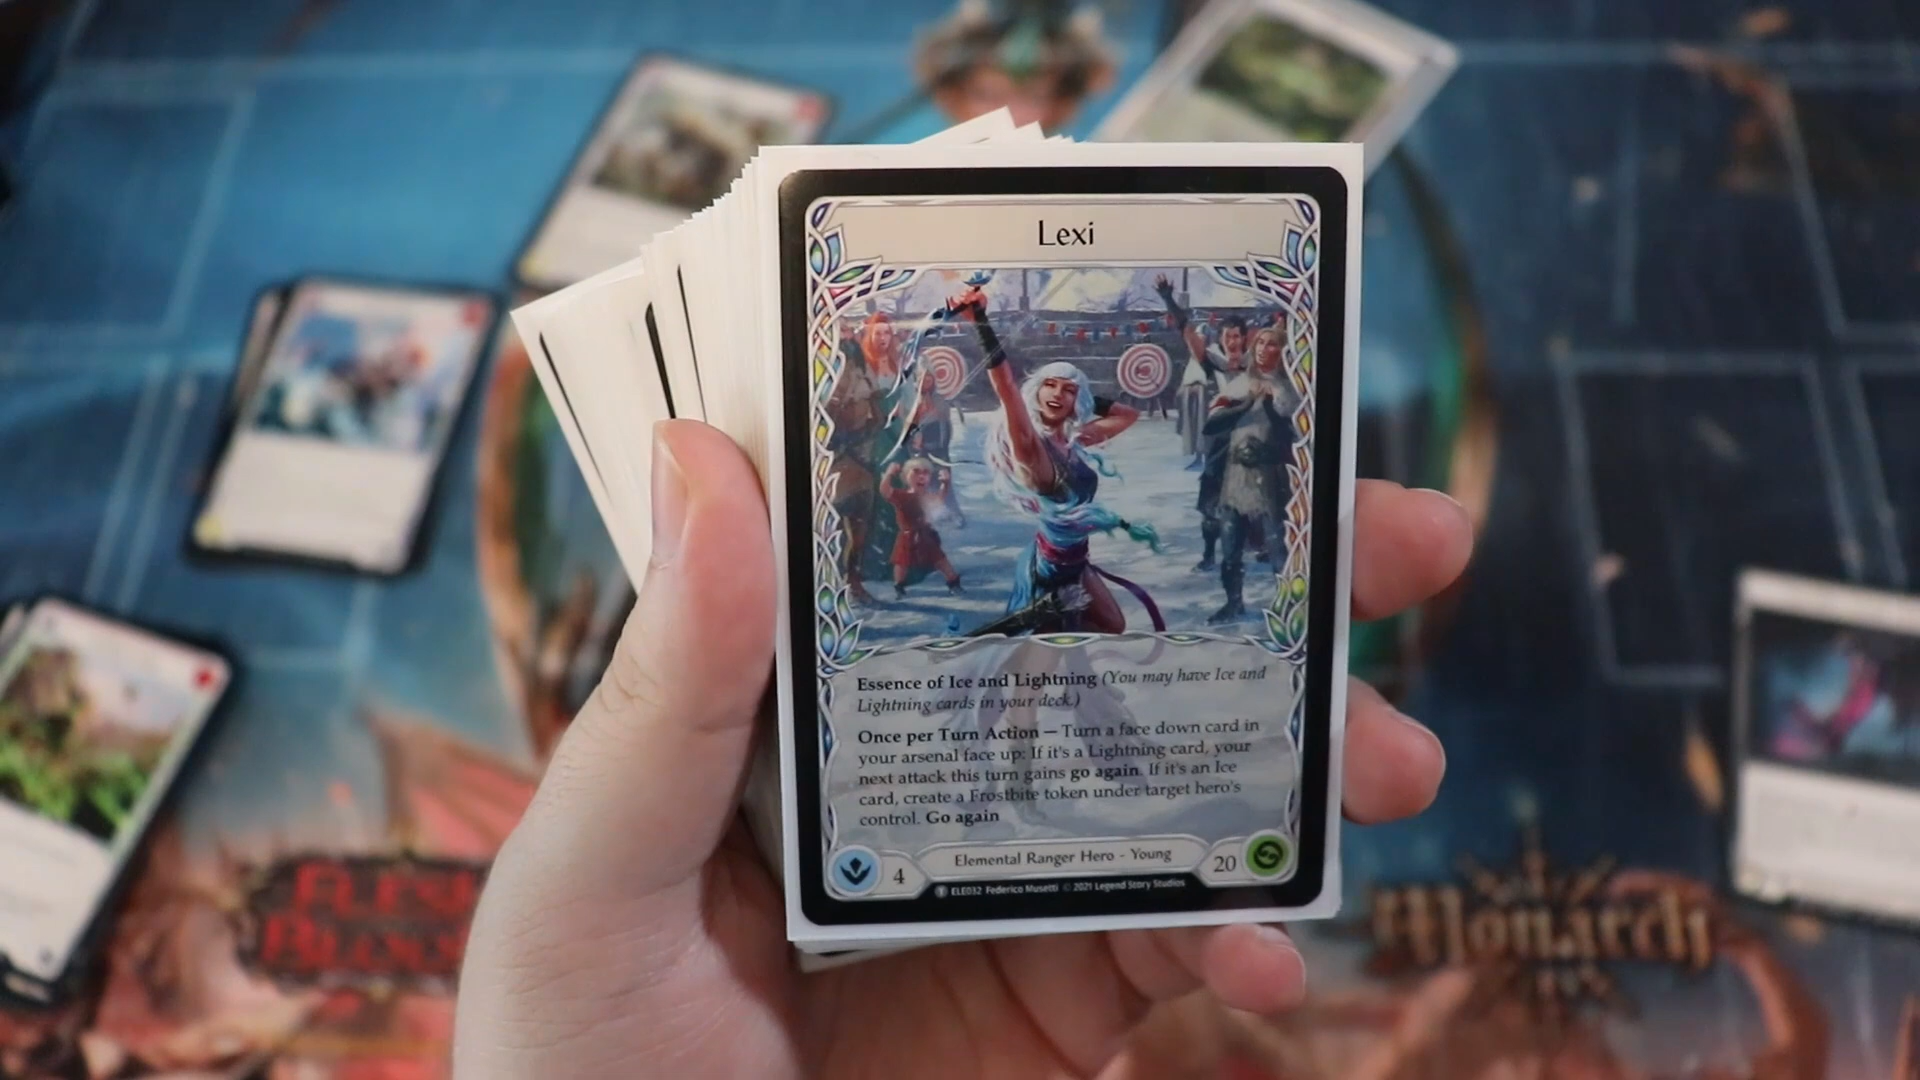 Lexi
Essence of Ice and Lightning (You may have Ice and
Lightning cards in your deck.)
Once per Turn Action — Turn a face down card in
your arsenal face up: If it's a Lightning card, your
next attack this turn gains go again. If it's an Ice
card, create a Frostbite token under target hero's
control. Go again
4
Elemental Ranger Hero - Young
20
T ELE032 Federico Musetti © 2021 Legend Story Studios
FLESH
BLOOD
Monarch